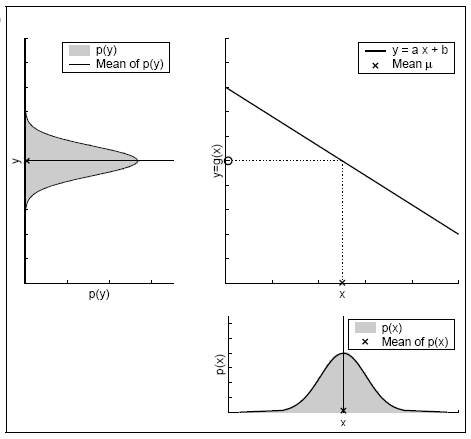 p(y)
Mean of p(y)
y
p(y)
y = a x + b
Mean μ
y=g(x)
x
p(x)
Mean of p(x)
p(x)
x